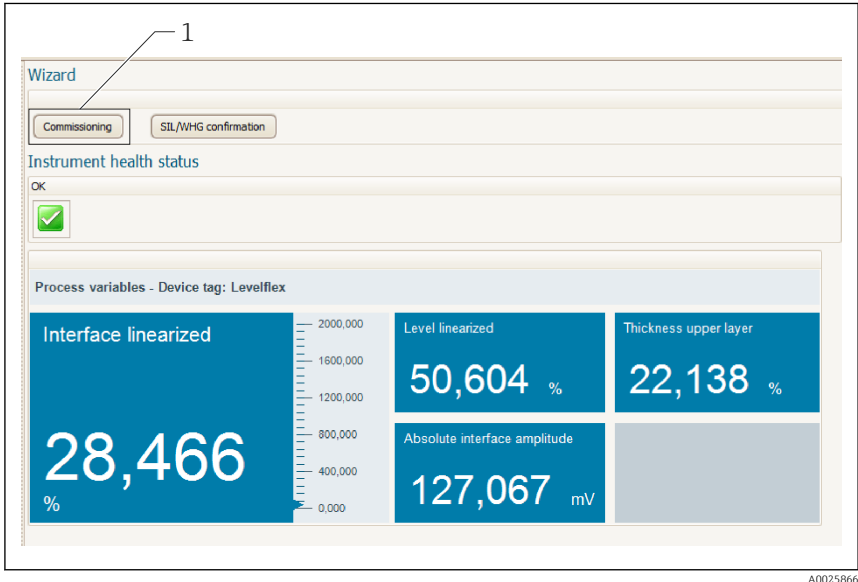 1
Wizard
Commissioning
SIL/WHG confirmation
Instrument health status
OK
Process variables - Device tag: Levelflex
Interface linearized
28,466
%
2000,000
1600,000
1200,000
800,000
400,000
0,000
Level linearized
50,604 %
Thickness upper layer
22,138 %
Absolute interface amplitude
127,067 mV
A0025866